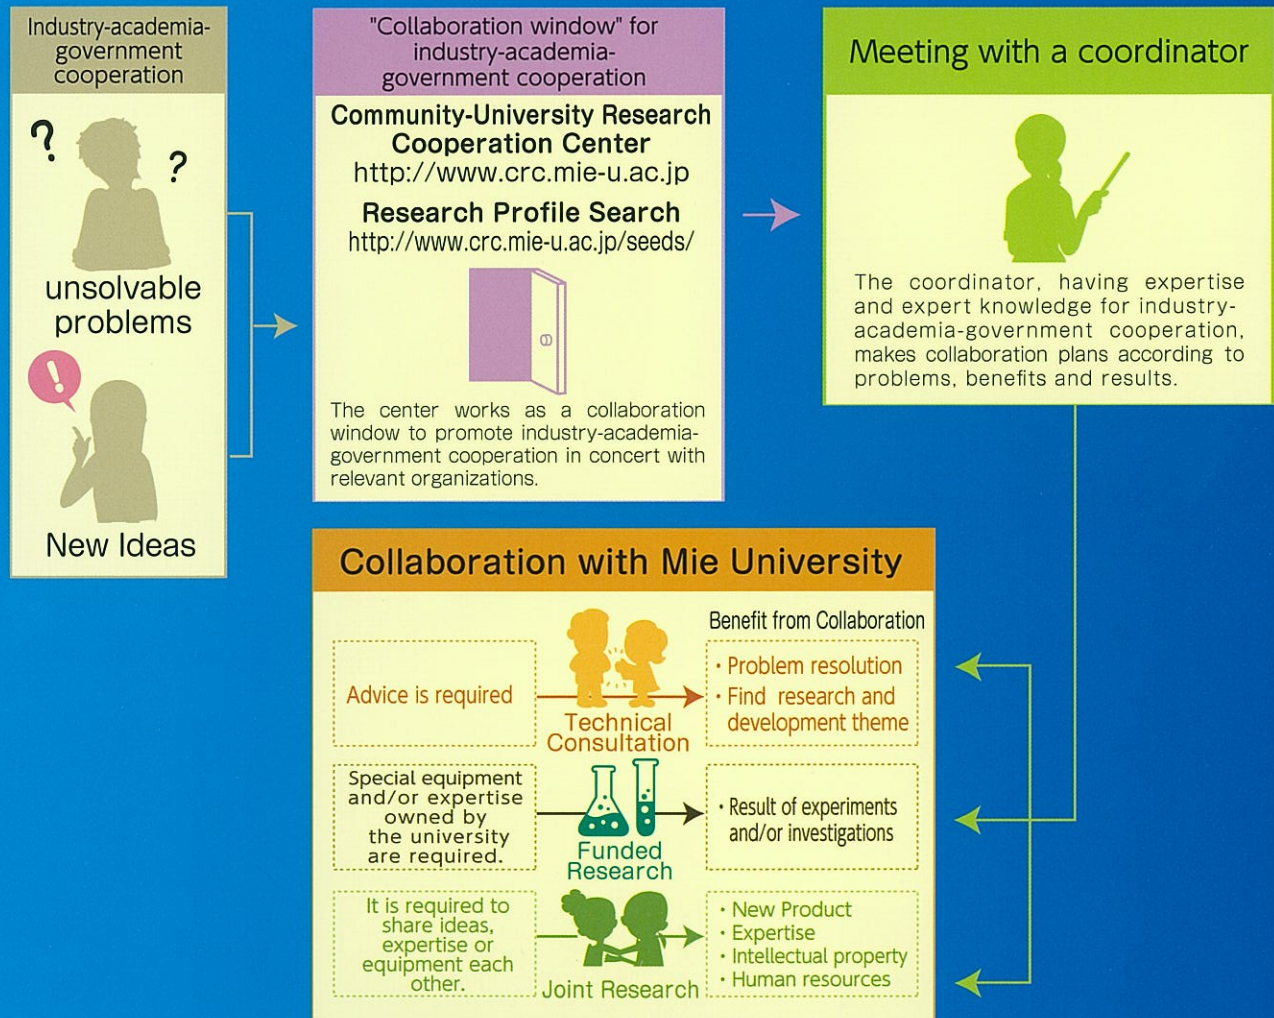 Industry-academia-
government
cooperation
?
?
unsolvable
problems
!
New Ideas
"Collaboration window" for
industry-academia-
government cooperation
Community-University Research
Cooperation Center
http://www.crc.mie-u.ac.jp
Research Profile Search
http://www.crc.mie-u.ac.jp/seeds/
The center works as a collaboration
window to promote industry-academia-
government cooperation in concert with
relevant organizations.
Meeting with a coordinator
The coordinator, having expertise
and expert knowledge for industry-
academia-government cooperation,
makes collaboration plans according to
problems, benefits and results.
Collaboration with Mie University
Benefit from Collaboration
Advice is required
Technical
Consultation
・Problem resolution
・Find research and
development theme
Special equipment
and/or expertise
owned by
the university
are required.
Funded
Research
・Result of experiments
and/or investigations
It is required to
share ideas,
expertise or
equipment each
other.
Joint Research
・New Product
・Expertise
・Intellectual property
・Human resources